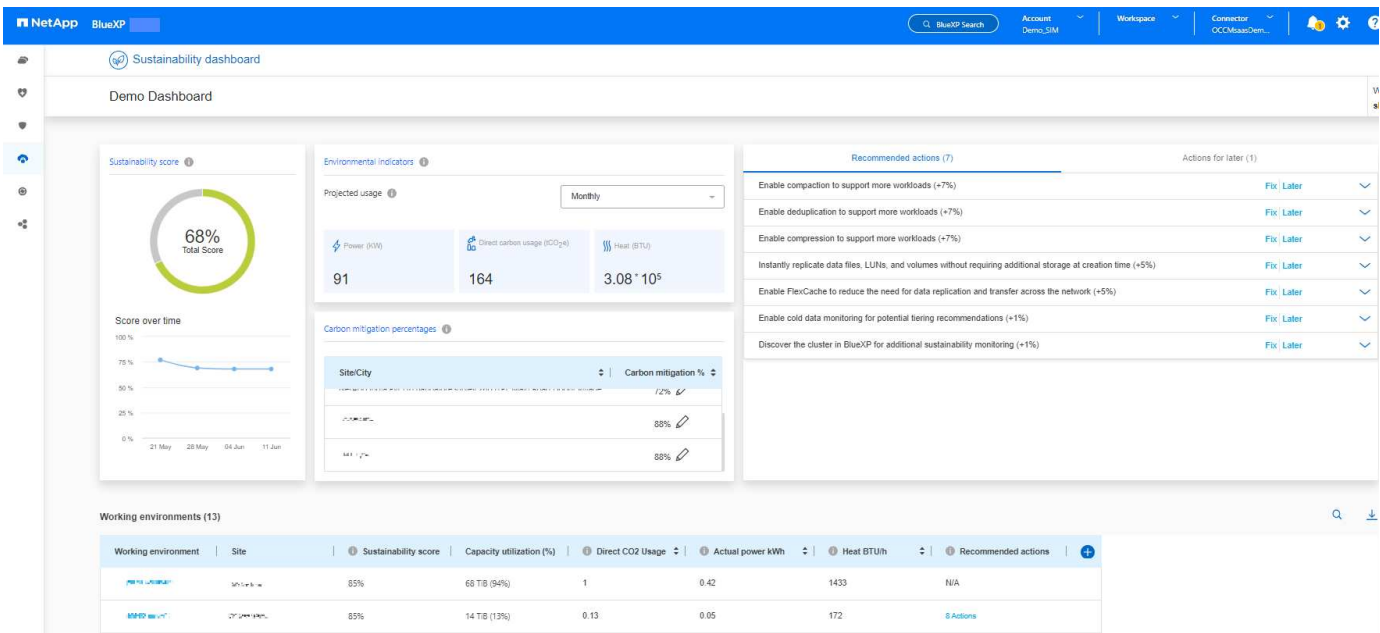 NetApp BlueXP
BlueXP Search
Account
Demo_SIM
Workspace
Connector
OCCMsaasDem...
Sustainability dashboard
Demo Dashboard
Sustainability score
68%
Total Score
Score over time
100 %
75 %
50 %
25 %
0 %
21 May 28 May 04 Jun 11 Jun
Environmental indicators
Projected usage
Monthly
Power (KW)
91
Direct carbon usage (tCO2e)
164
Heat (BTU)
3.08 * 10⁵
Carbon mitigation percentages
Site/City Carbon mitigation %
72%
88%
88%
Recommended actions (7) Actions for later (1)
Enable compaction to support more workloads (+7%) Fix Later
Enable deduplication to support more workloads (+7%) Fix Later
Enable compression to support more workloads (+7%) Fix Later
Instantly replicate data files, LUNs, and volumes without requiring additional storage at creation time (+5%) Fix Later
Enable FlexCache to reduce the need for data replication and transfer across the network (+5%) Fix Later
Enable cold data monitoring for potential tiering recommendations (+1%) Fix Later
Discover the cluster in BlueXP for additional sustainability monitoring (+1%) Fix Later
Working environments (13)
Working environment Site Sustainability score Capacity utilization (%) Direct CO2 Usage Actual power kWh Heat BTU/h Recommended actions
85% 68 TiB (94%) 1 0.42 1433 N/A
85% 14 TiB (13%) 0.13 0.05 172 8 Actions